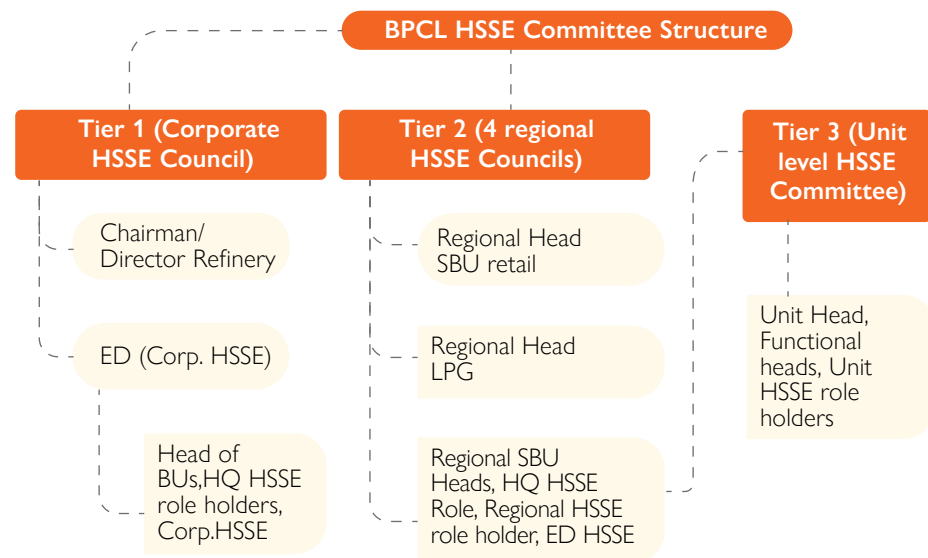 BPCL HSSE Committee Structure
Tier 1 (Corporate
HSSE Council)
Chairman/
Director Refinery
ED (Corp. HSSE)
Head of
BUs,HQ HSSE
role holders,
Corp.HSSE
Tier 2 (4 regional
HSSE Councils)
Regional Head
SBU retail
Regional Head
LPG
Regional SBU
Heads, HQ HSSE
Role, Regional HSSE
role holder, ED HSSE
Tier 3 (Unit
level HSSE
Committee)
Unit Head,
Functional
heads, Unit
HSSE role
holders